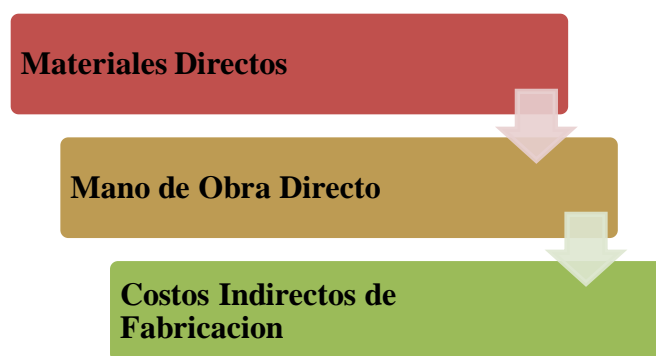 Materiales Directos
Mano de Obra Directo
Costos Indirectos de
Fabricacion